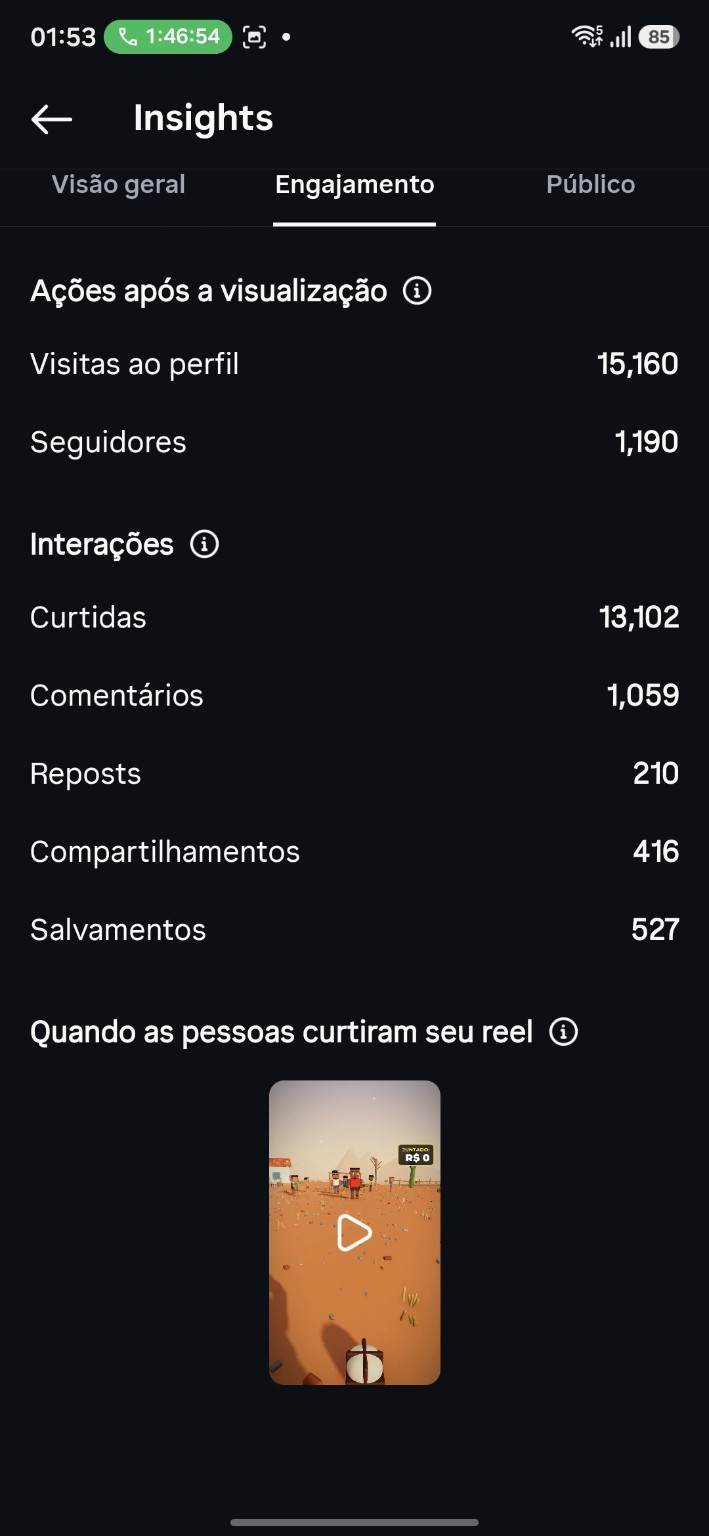 01:53 1:46:54 5 85
Insights
Visão geral Engajamento Público
Ações após a visualização
Visitas ao perfil 15,160
Seguidores 1,190
Interações
Curtidas 13,102
Comentários 1,059
Reposts 210
Compartilhamentos 416
Salvamentos 527
Quando as pessoas curtiram seu reel
JUNTADO:
R$ 0